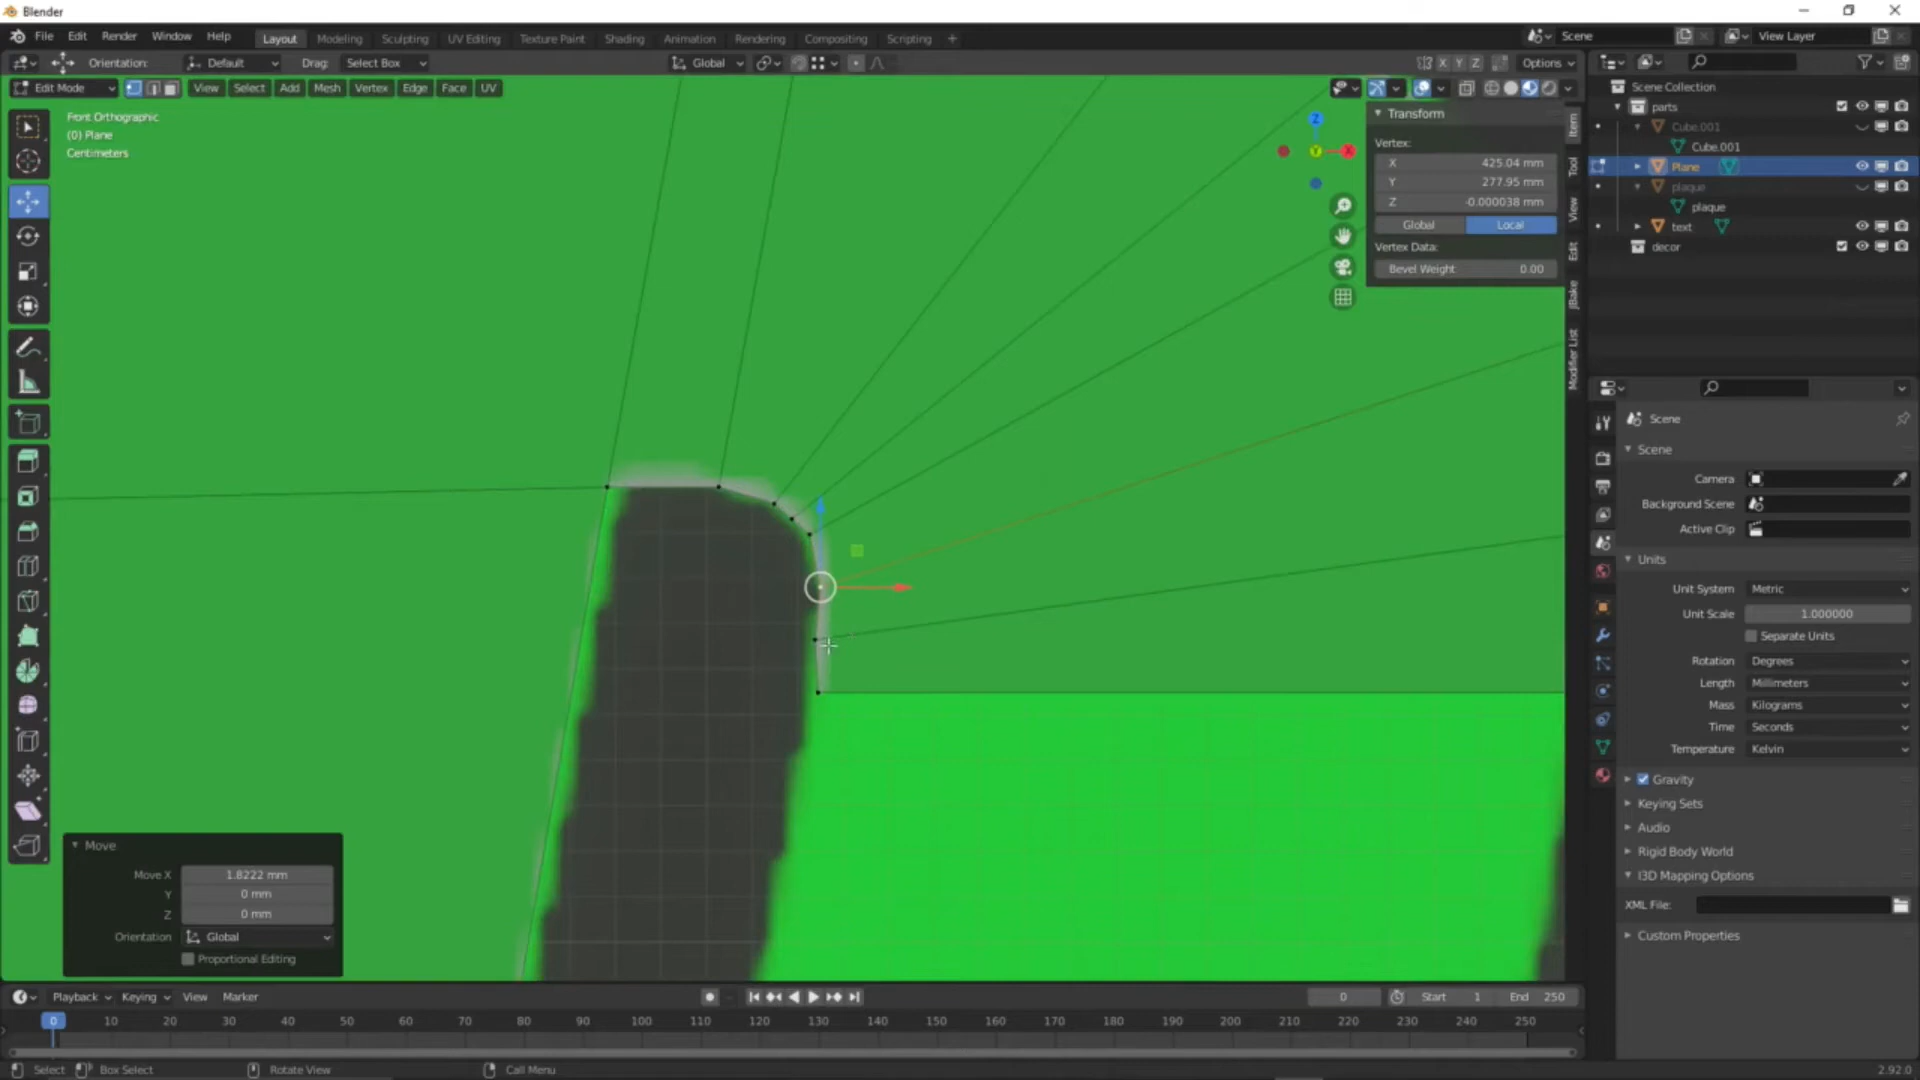 Blender
File Edit Render Window Help Layout Modeling Sculpting UV Editing Texture Paint Shading Animation Rendering Compositing Scripting + Scene View Layer
Orientation: Default Drag: Select Box Global X Y Z Options
Edit Mode View Select Add Mesh Vertex Edge Face UV
Front Orthographic
(0) Plane
Centimeters
Z
Y
X
Transform
Vertex:
X 425.04 mm
Y 277.95 mm
Z -0.000038 mm
Global Local
Vertex Data:
Bevel Weight 0.00
Item
Tool
View
Edit
JBake
Modifier List
Scene Collection
parts
Cube.001
Cube.001
Plane
plaque
plaque
text
decor
Scene
Scene
Camera
Background Scene
Active Clip
Units
Unit System Metric
Unit Scale 1.000000
Separate Units
Rotation Degrees
Length Millimeters
Mass Kilograms
Time Seconds
Temperature Kelvin
Gravity
Keying Sets
Audio
Rigid Body World
I3D Mapping Options
XML File:
Custom Properties
Move
Move X 1.8222 mm
Y 0 mm
Z 0 mm
Orientation Global
Proportional Editing
Playback Keying View Marker 0 Start 1 End 250
0 10 20 30 40 50 60 70 80 90 100 110 120 130 140 150 160 170 180 190 200 210 220 230 240 250
Select Box Select Rotate View Call Menu 2.92.0